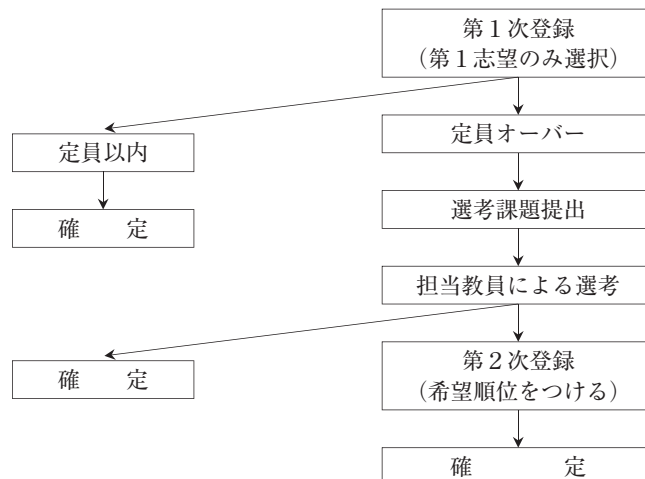 第１次登録
（第１志望のみ選択）
定員以内
定員オーバー
確　　定
選考課題提出
担当教員による選考
確　　定
第２次登録
（希望順位をつける）
確　　　　定